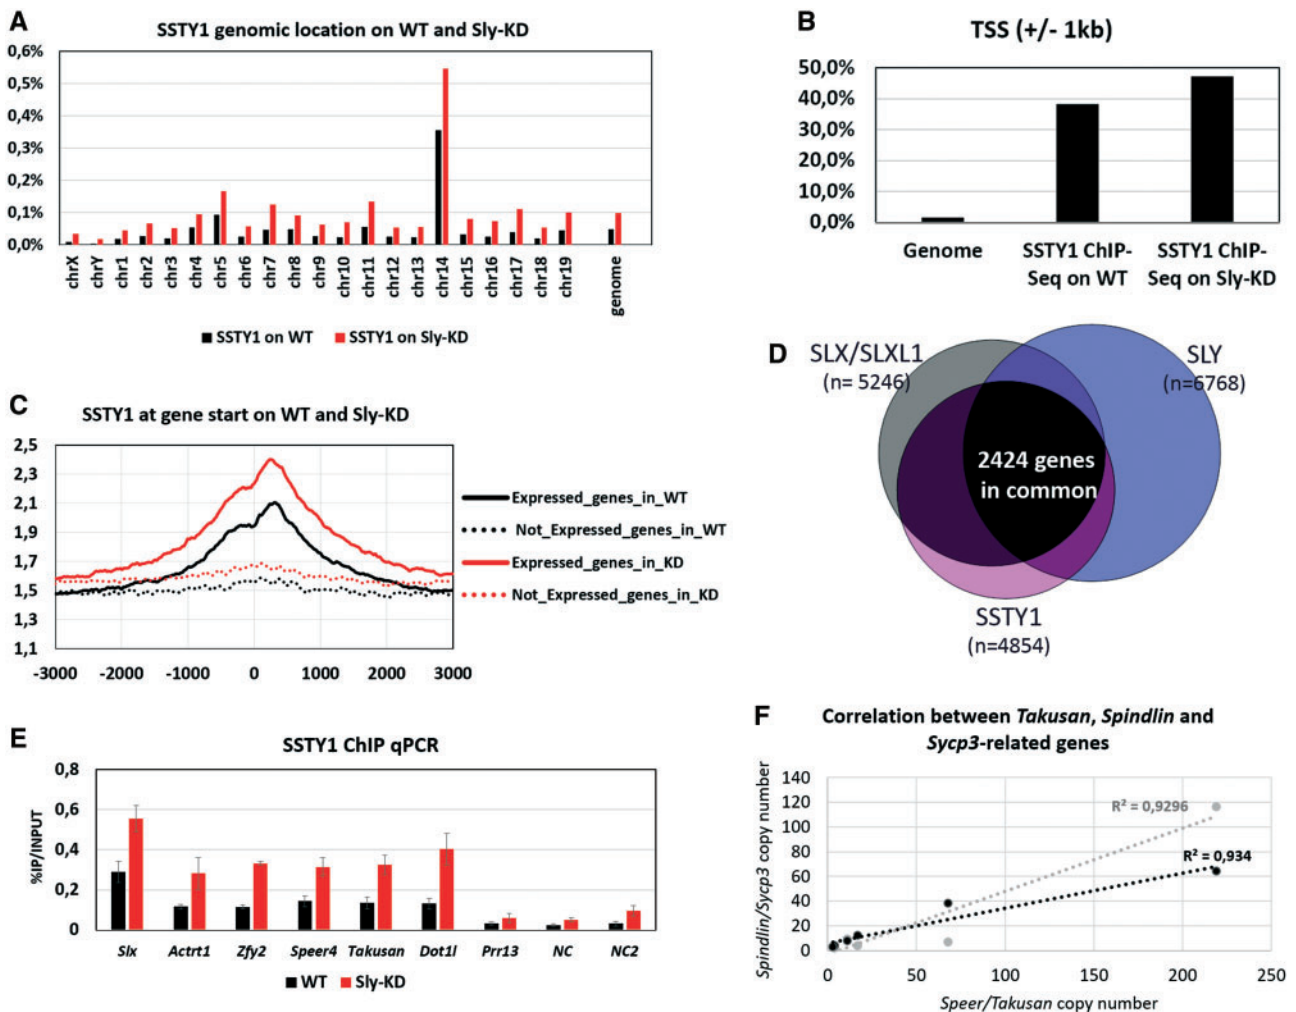 A
SSTY1 genomic location on WT and Sly-KD
0,6%
0,5%
0,4%
0,3%
0,2%
0,1%
0,0%
chrX
chrY
chr1
chr2
chr3
chr4
chr5
chr6
chr7
chr8
chr9
chr10
chr11
chr12
chr13
chr14
chr15
chr16
chr17
chr18
chr19
genome
SSTY1 on WT
SSTY1 on Sly-KD
B
TSS (+/- 1kb)
50,0%
40,0%
30,0%
20,0%
10,0%
0,0%
Genome
SSTY1 ChIP-
Seq on WT
SSTY1 ChIP-
Seq on Sly-KD
C
SSTY1 at gene start on WT and Sly-KD
2,5
2,3
2,1
1,9
1,7
1,5
1,3
1,1
-3000 -2000 -1000 0 1000 2000 3000
Expressed_genes_in_WT
Not_Expressed_genes_in_WT
Expressed_genes_in_KD
Not_Expressed_genes_in_KD
D
SLX/SLXL1
(n= 5246)
SLY
(n=6768)
2424 genes
in common
SSTY1
(n=4854)
E
SSTY1 ChIP qPCR
%IP/INPUT
0,8
0,6
0,4
0,2
0
Slx Actrt1 Zfy2 Speer4 Takusan Dot1l Prr13 NC NC2
WT Sly-KD
F
Correlation between Takusan, Spindlin and
Sycp3-related genes
Spindlin/Sycp3 copy number
140
120
100
80
60
40
20
0
R² = 0,9296
R² = 0,934
0 50 100 150 200 250
Speer/Takusan copy number